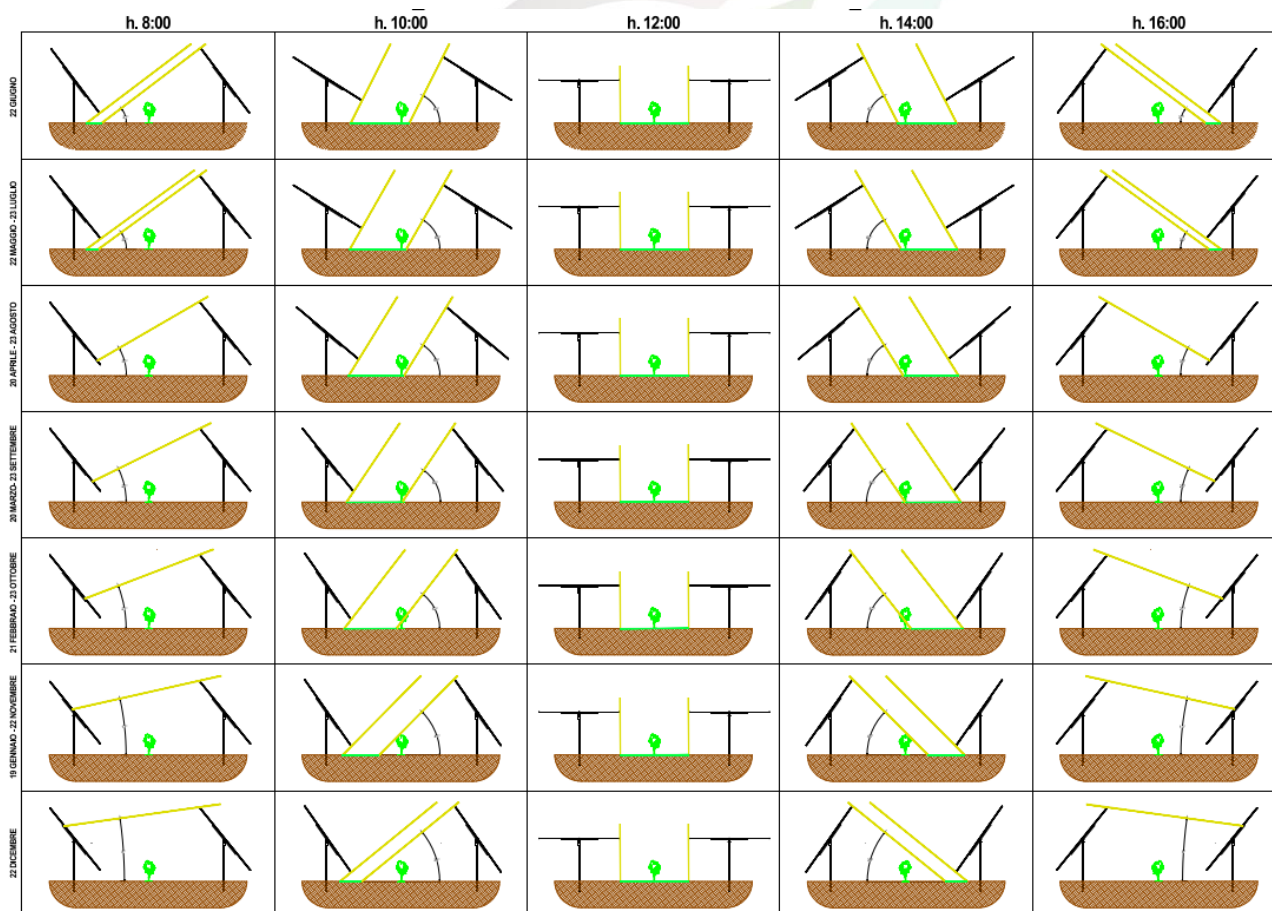 h. 8:00 h. 10:00 h. 12:00 h. 14:00 h. 16:00
22 GIUGNO
22 MAGGIO - 23 LUGLIO
20 APRILE - 23 AGOSTO
20 MARZO- 23 SETTEMBRE
21 FEBBRAIO - 23 OTTOBRE
19 GENNAIO - 22 NOVEMBRE
22 DICEMBRE